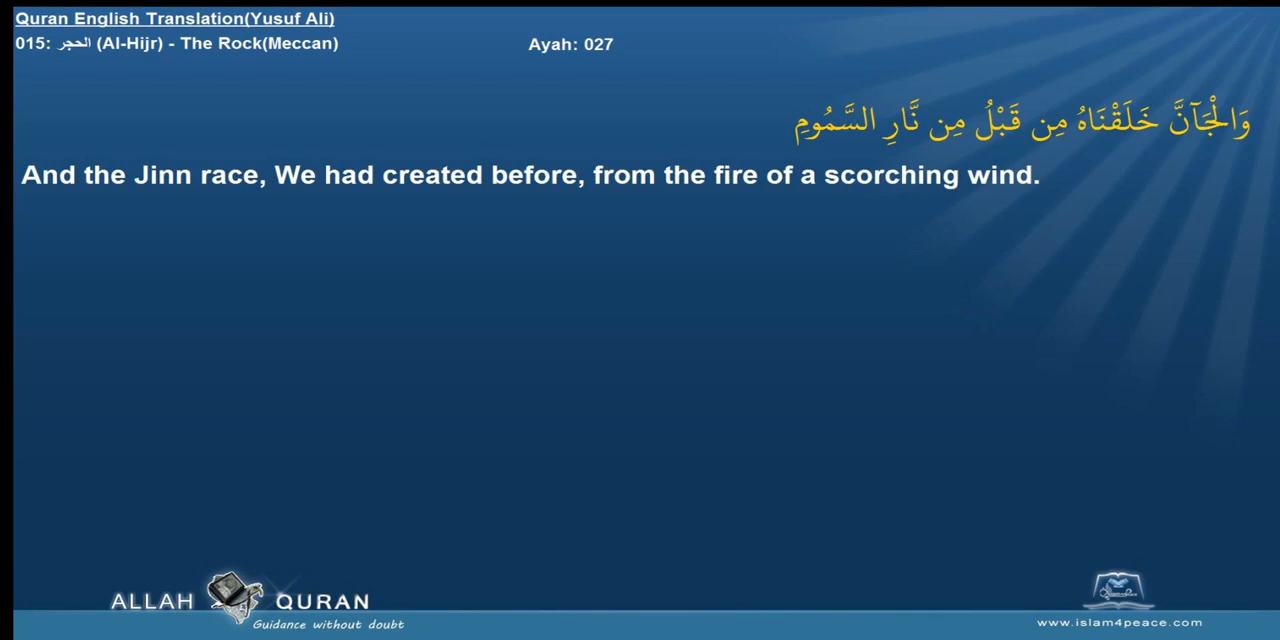 Quran English Translation(Yusuf Ali)
015: الحجر (Al-Hijr) - The Rock(Meccan)
Ayah: 027
وَالْجَآنَّ خَلَقْنَاهُ مِن قَبْلُ مِن نَّارِ السَّمُومِ
And the Jinn race, We had created before, from the fire of a scorching wind.
ALLAH QURAN
Guidance without doubt
www.islam4peace.com